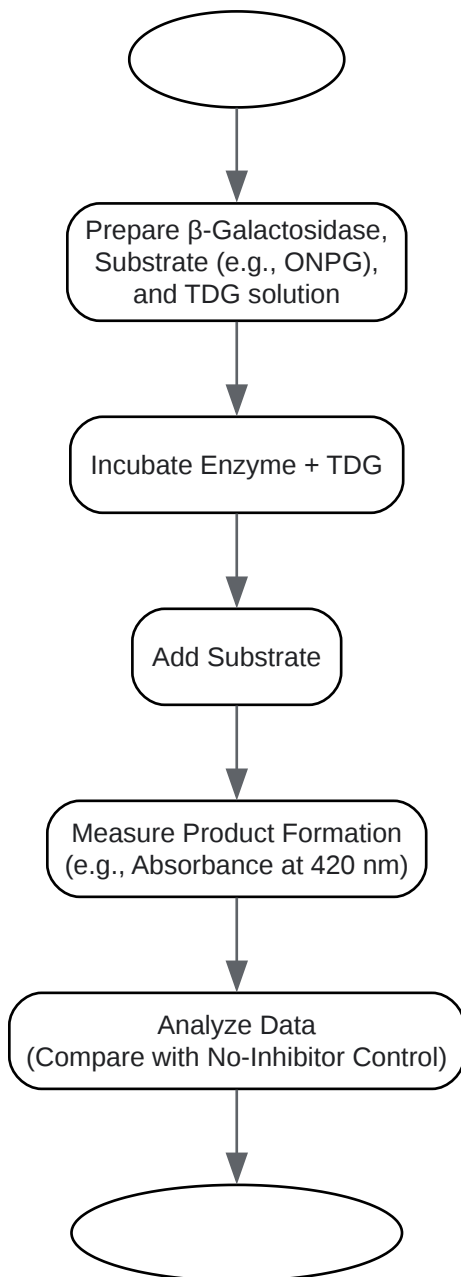 Prepare β-Galactosidase,
Substrate (e.g., ONPG),
and TDG solution
Incubate Enzyme + TDG
Add Substrate
Measure Product Formation
(e.g., Absorbance at 420 nm)
Analyze Data
(Compare with No-Inhibitor Control)